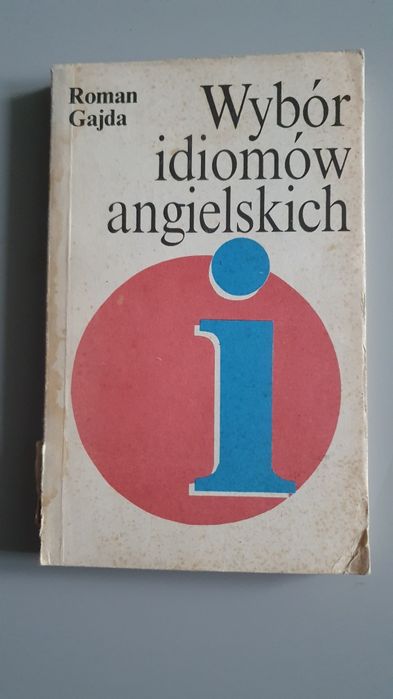 Roman
Gajda
Wybór
idiomów
angielskich
i